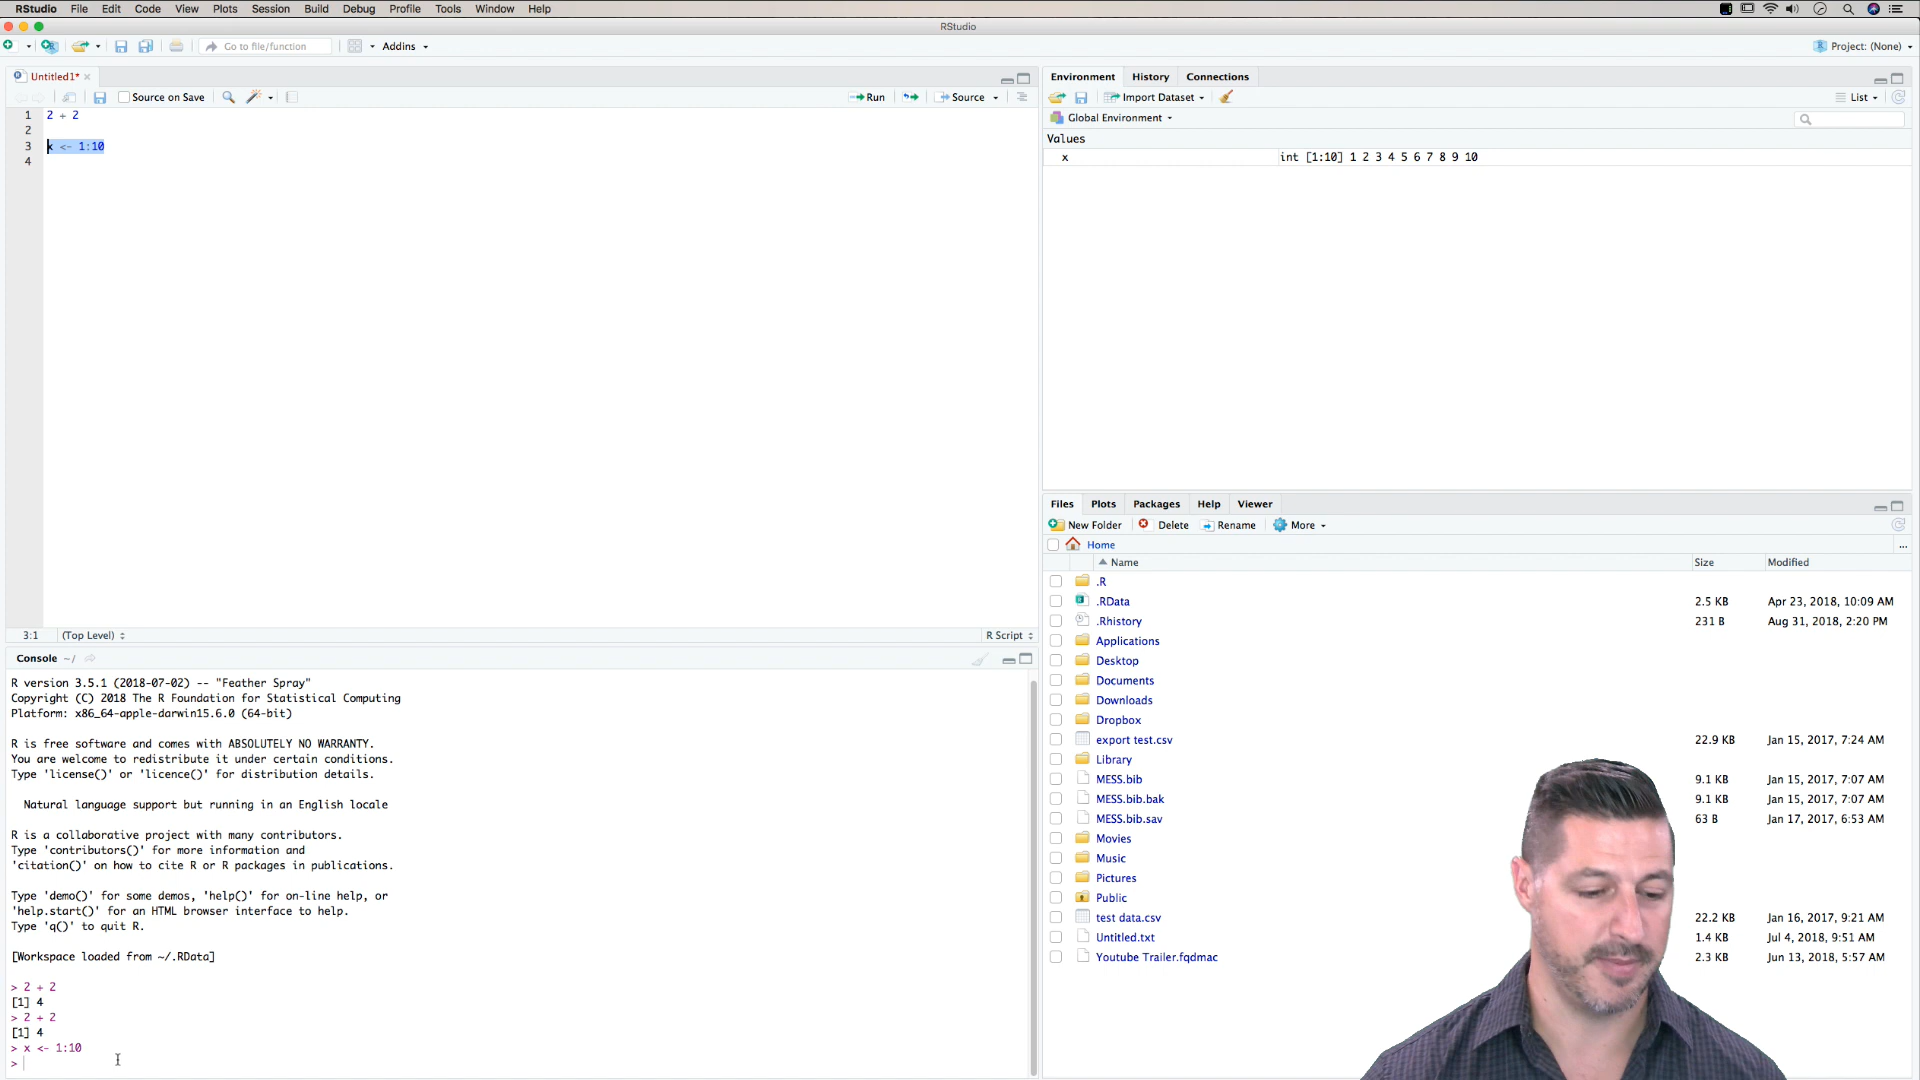 RStudio File Edit Code View Plots Session Build Debug Profile Tools Window Help
RStudio
Go to file/function Addins Project: (None)
Untitled1*
Source on Save Run Source
1 2 + 2
2
3 x <- 1:10
4
3:1 (Top Level) R Script
Console ~/
R version 3.5.1 (2018-07-02) -- "Feather Spray"
Copyright (C) 2018 The R Foundation for Statistical Computing
Platform: x86_64-apple-darwin15.6.0 (64-bit)
R is free software and comes with ABSOLUTELY NO WARRANTY.
You are welcome to redistribute it under certain conditions.
Type 'license()' or 'licence()' for distribution details.
Natural language support but running in an English locale
R is a collaborative project with many contributors.
Type 'contributors()' for more information and
'citation()' on how to cite R or R packages in publications.
Type 'demo()' for some demos, 'help()' for on-line help, or
'help.start()' for an HTML browser interface to help.
Type 'q()' to quit R.
[Workspace loaded from ~/.RData]
> 2 + 2
[1] 4
> 2 + 2
[1] 4
> x <- 1:10
>
Environment History Connections
Import Dataset List
Global Environment
Values
x int [1:10] 1 2 3 4 5 6 7 8 9 10
Files Plots Packages Help Viewer
New Folder Delete Rename More
Home ...
Name Size Modified
.R
.RData 2.5 KB Apr 23, 2018, 10:09 AM
.Rhistory 231 B Aug 31, 2018, 2:20 PM
Applications
Desktop
Documents
Downloads
Dropbox
export test.csv 22.9 KB Jan 15, 2017, 7:24 AM
Library
MESS.bib 9.1 KB Jan 15, 2017, 7:07 AM
MESS.bib.bak 9.1 KB Jan 15, 2017, 7:07 AM
MESS.bib.sav 63 B Jan 17, 2017, 6:53 AM
Movies
Music
Pictures
Public
test data.csv 22.2 KB Jan 16, 2017, 9:21 AM
Untitled.txt 1.4 KB Jul 4, 2018, 9:51 AM
Youtube Trailer.fqdmac 2.3 KB Jun 13, 2018, 5:57 AM